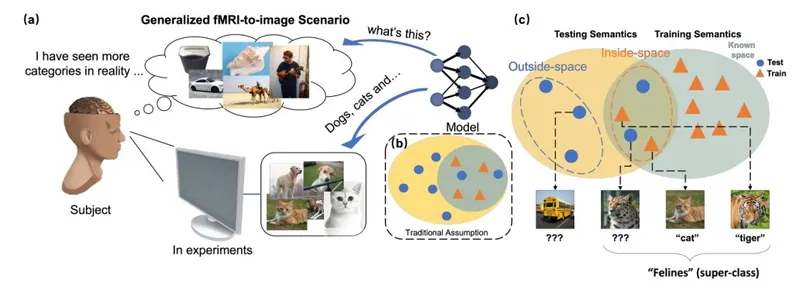 (a)
Generalized fMRI-to-image Scenario
I have seen more
categories in reality ...
what's this?
Dogs, cats and…
Model
Subject
In experiments
(b)
Traditional Assumption
(c)
Testing Semantics
Training Semantics
Known
space
Outside-space
Inside-space
Test
Train
???
???
“cat”
“tiger”
“Felines” (super-class)